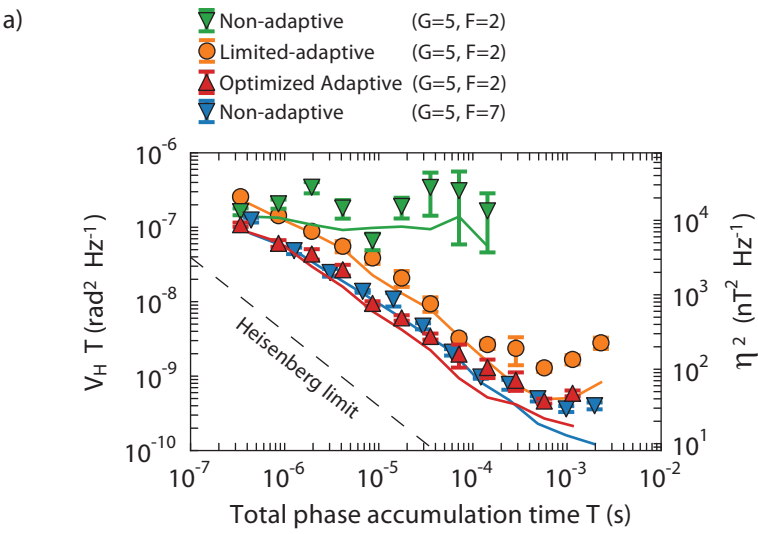 a)
Non-adaptive (G=5, F=2)
Limited-adaptive (G=5, F=2)
Optimized Adaptive (G=5, F=2)
Non-adaptive (G=5, F=7)
10^-6
10^-7
10^-8
10^-9
10^-10
V_H T (rad^2 Hz^-1)
10^4
10^3
10^2
10^1
η^2 (nT^2 Hz^-1)
Heisenberg limit
10^-7 10^-6 10^-5 10^-4 10^-3 10^-2
Total phase accumulation time T (s)